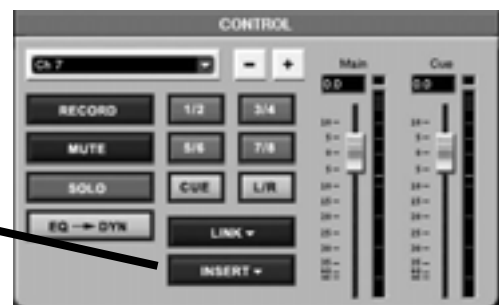 CONTROL
Ch 7
- +
Main Cue
0.0 0.0
RECORD 1/2 3/4
MUTE 5/6 7/8
SOLO CUE L/R
EQ → DYN LINK
INSERT